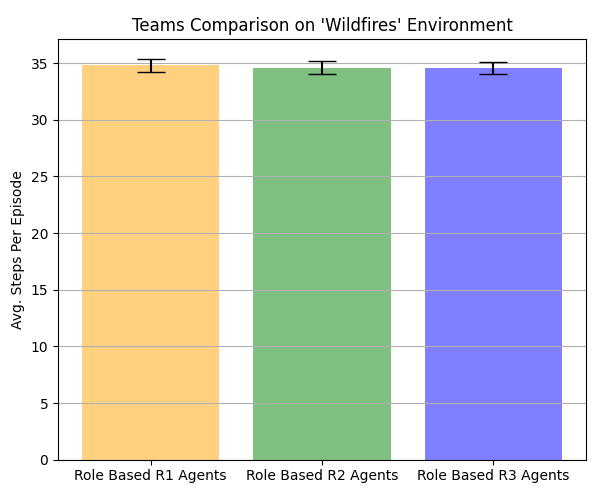 Teams Comparison on 'Wildfires' Environment
Avg. Steps Per Episode
35
30
25
20
15
10
5
0
Role Based R1 Agents
Role Based R2 Agents
Role Based R3 Agents